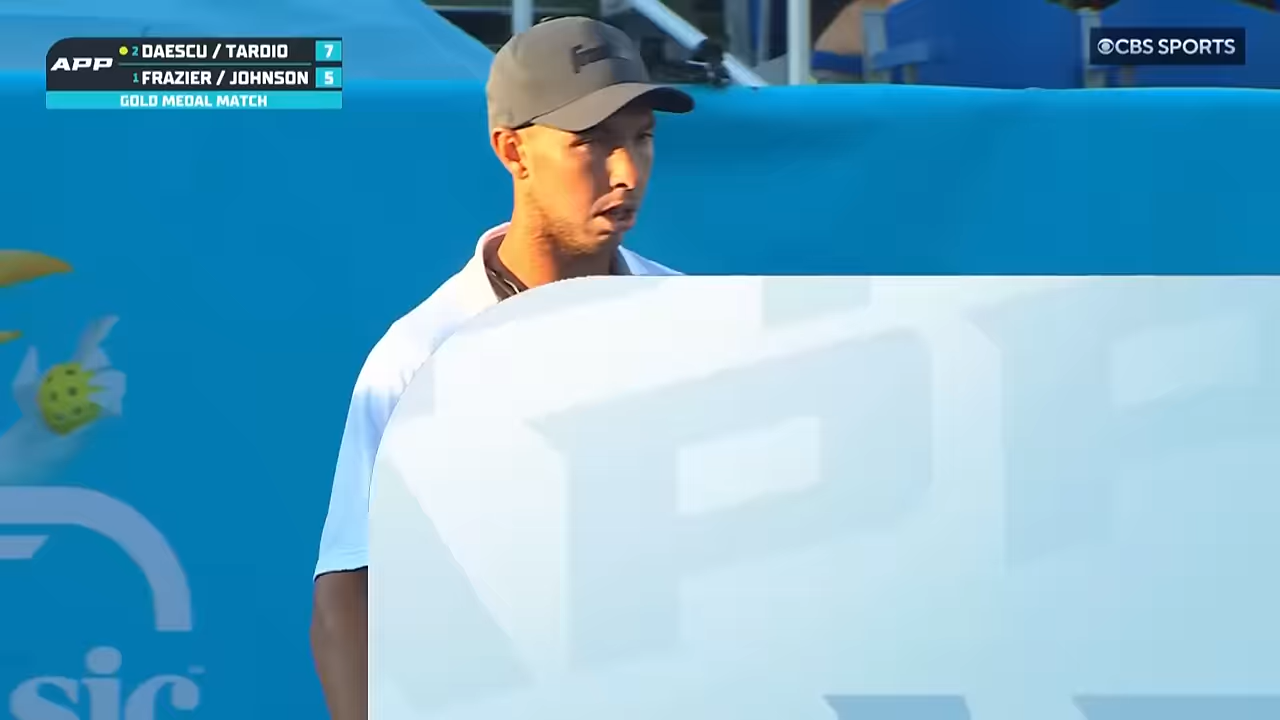 APP
2 DAESCU / TARDIO 7
1 FRAZIER / JOHNSON 5
GOLD MEDAL MATCH
CBS SPORTS
sic